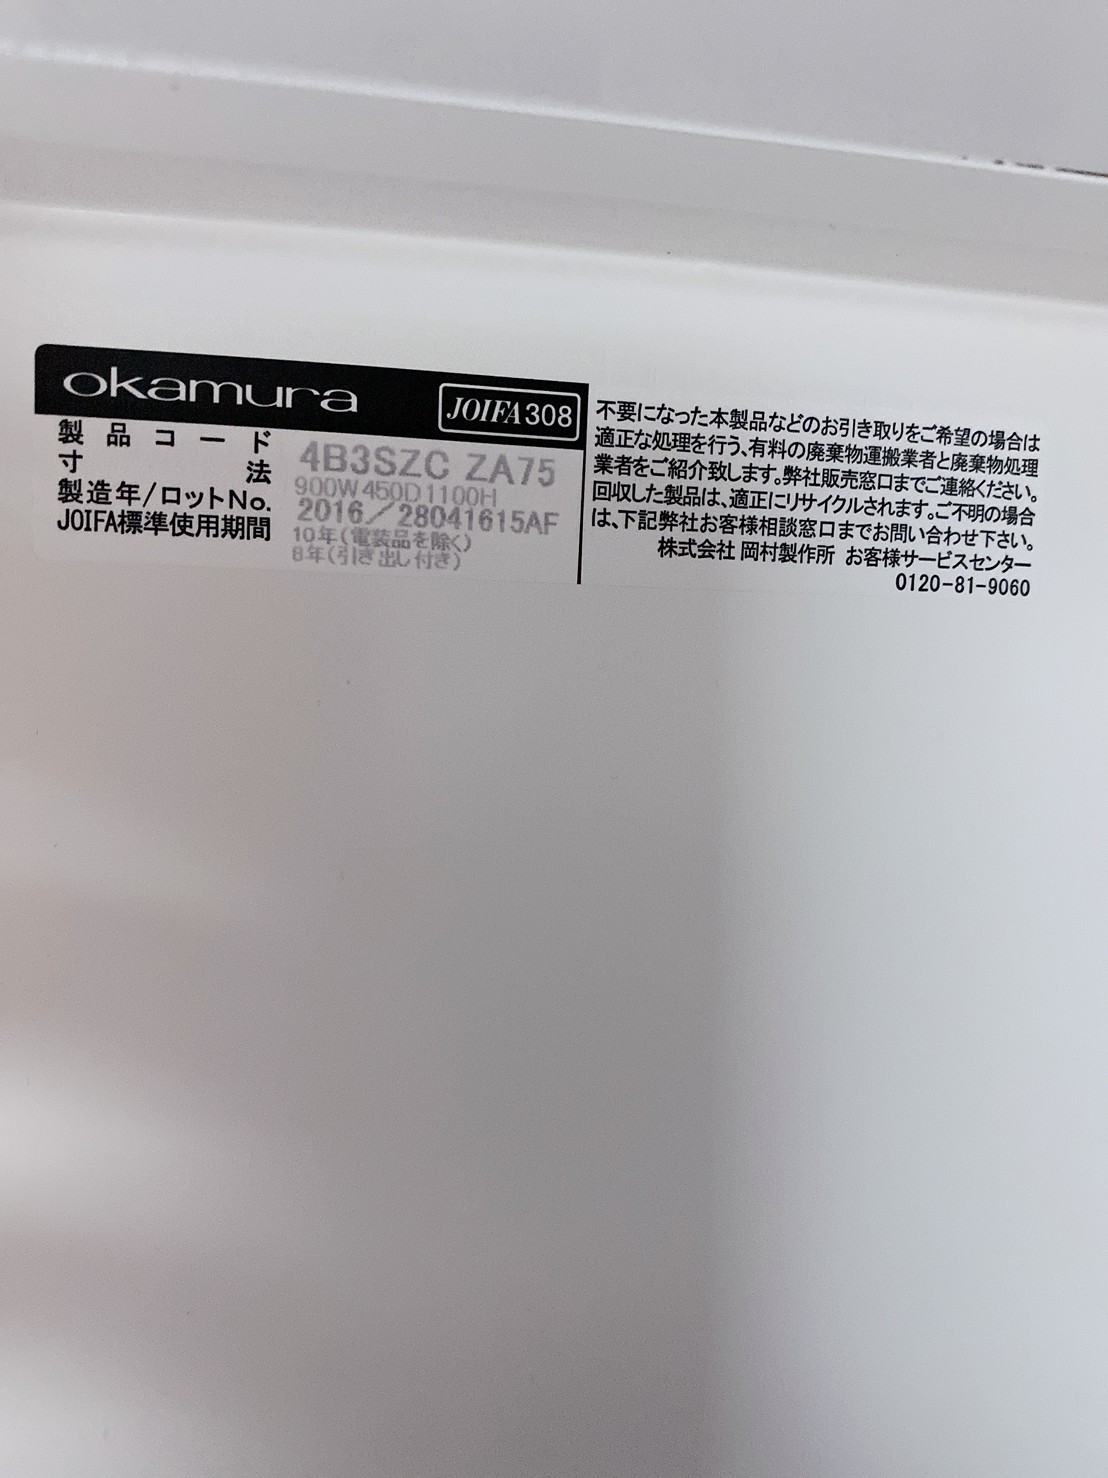 okamura JOIFA308
製品コード 4B3SZC ZA75
寸法 900W450D1100H
製造年/ロットNo. 2016/28041615AF
JOIFA標準使用期間 10年(電装品を除く)
8年(引き出し付き)
不要になった本製品などのお引き取りをご希望の場合は
適正な処理を行う、有料の廃棄物運搬業者と廃棄物処理
業者をご紹介致します。弊社販売窓口までご連絡ください。
回収した製品は、適正にリサイクルされます。ご不明の場合
は、下記弊社お客様相談窓口までお問い合わせ下さい。
株式会社 岡村製作所 お客様サービスセンター
0120-81-9060